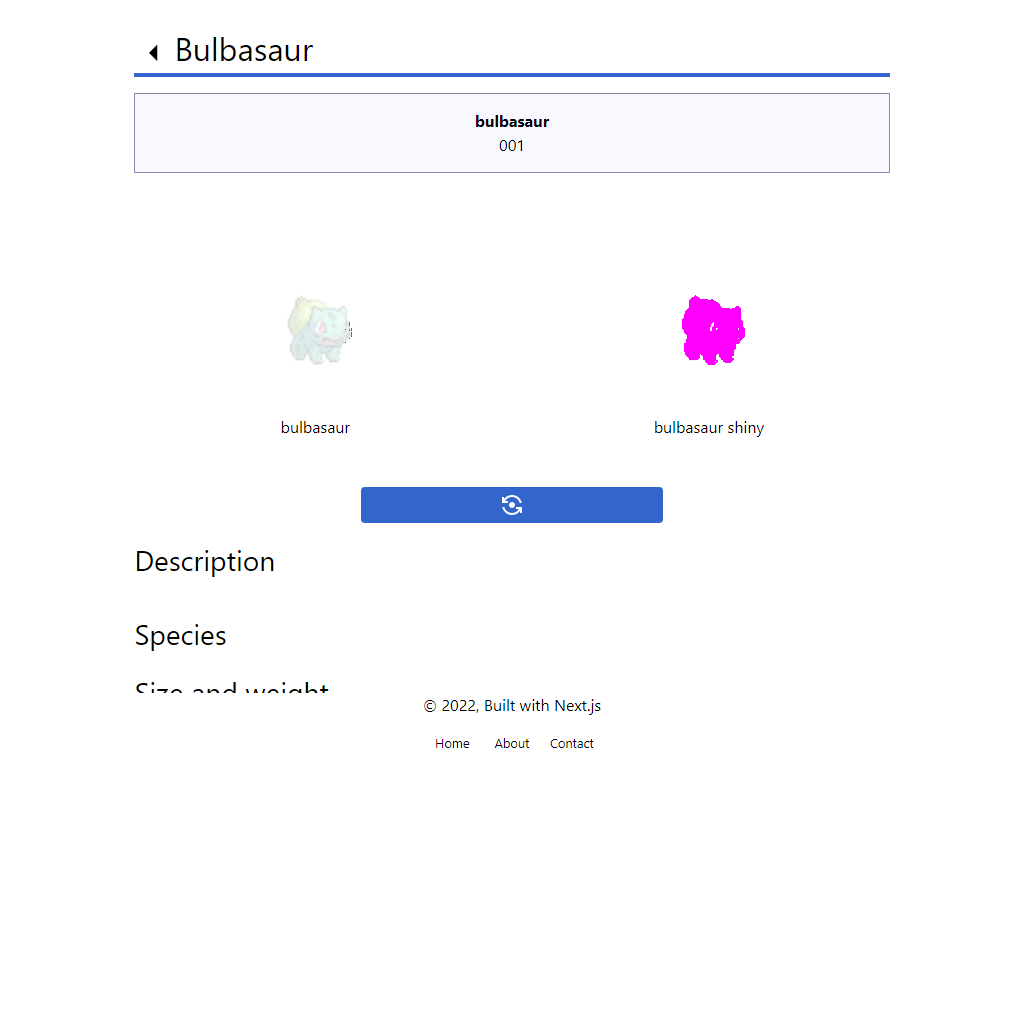 Bulbasaur
bulbasaur
001
bulbasaur
bulbasaur shiny
Description
Species
Size and weight
© 2022, Built with Next.js
Home About Contact